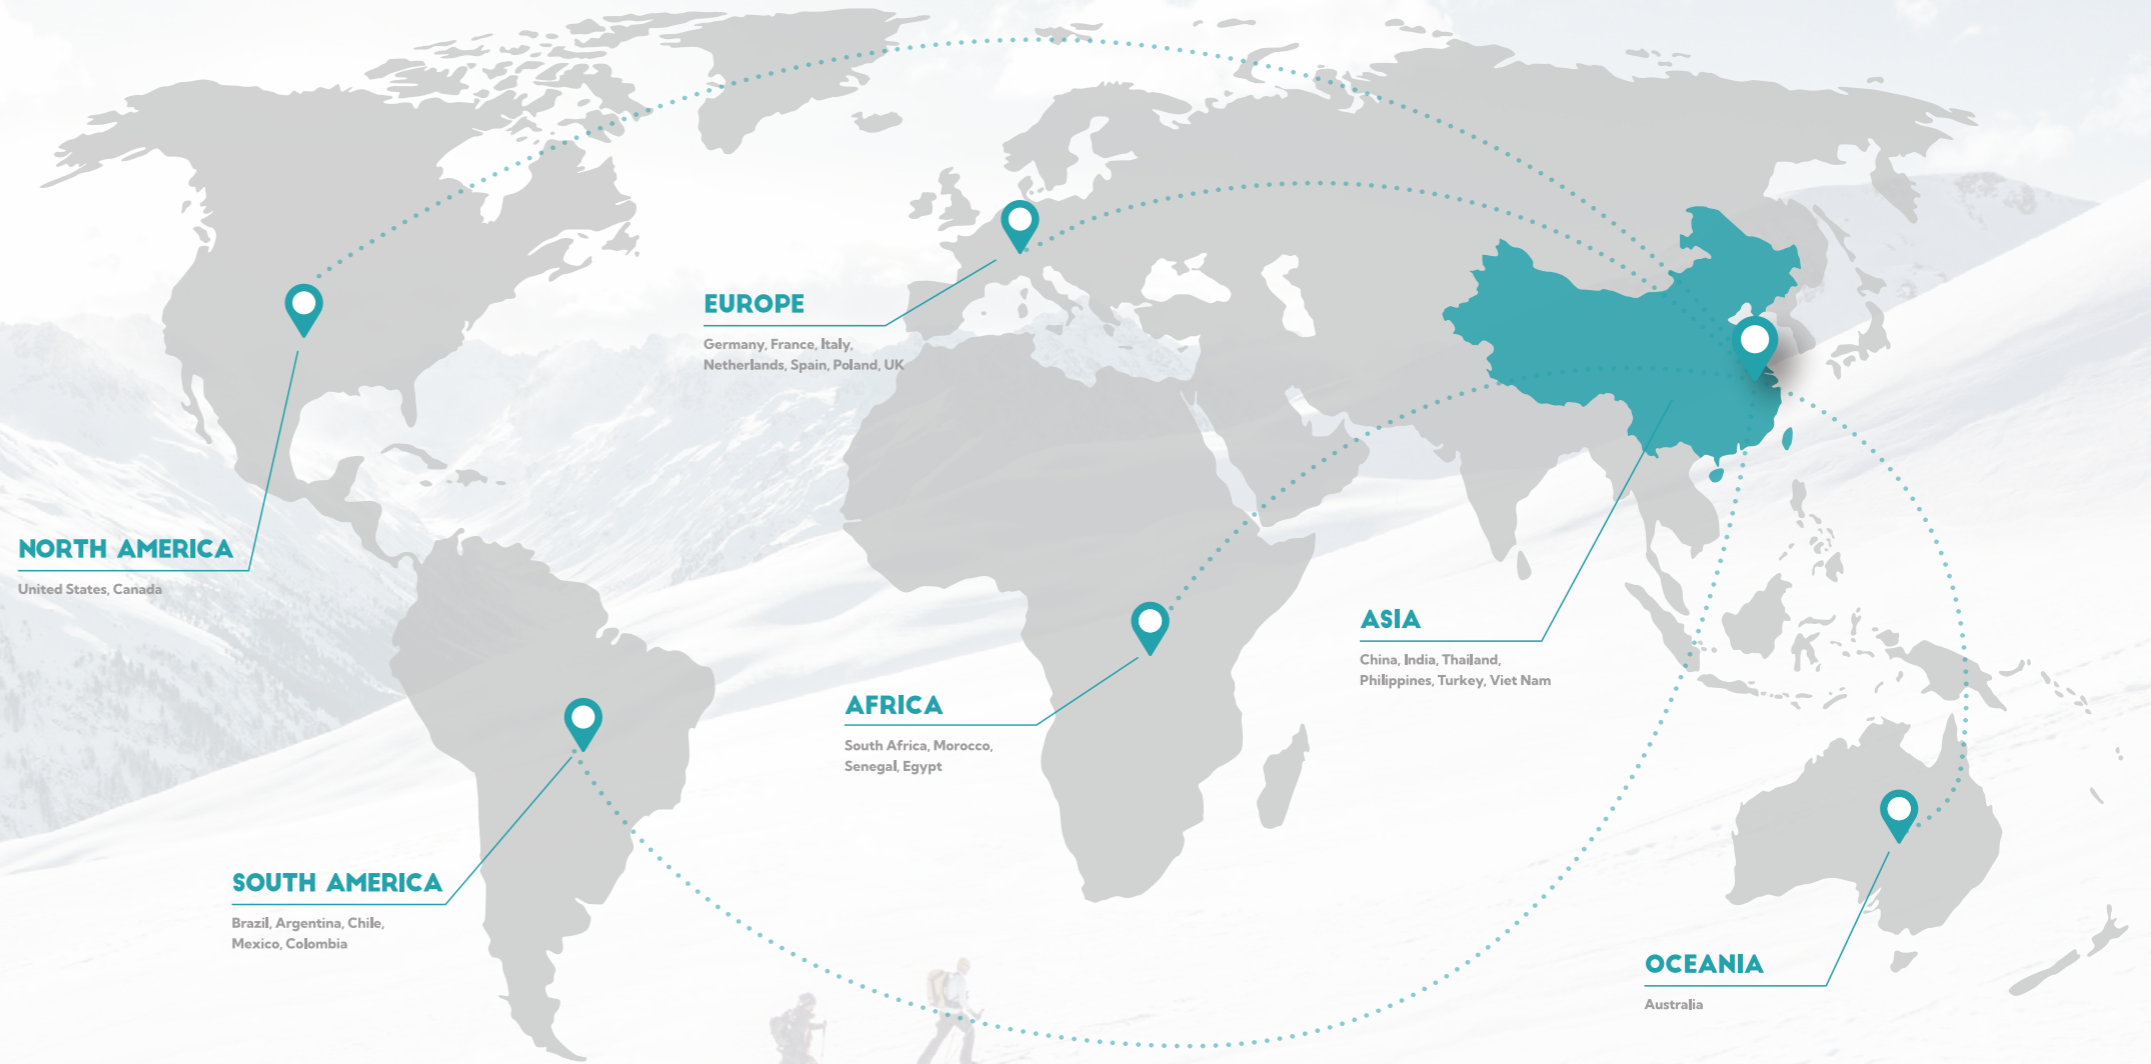 EUROPE
Germany, France, Italy,
Netherlands, Spain, Poland, UK
NORTH AMERICA
United States, Canada
ASIA
China, India, Thailand,
Philippines, Turkey, Viet Nam
AFRICA
South Africa, Morocco,
Senegal, Egypt
SOUTH AMERICA
Brazil, Argentina, Chile,
Mexico, Colombia
OCEANIA
Australia